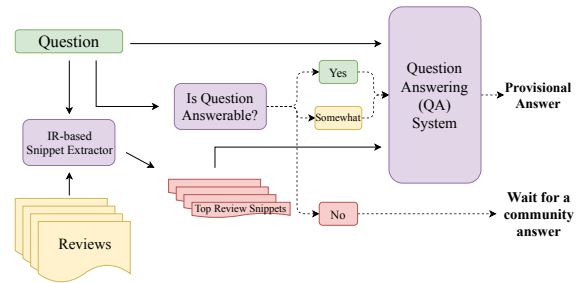 Question
Yes
Question
Answering
(QA)
System
Is Question
Answerable?
Provisional
Answer
Somewhat
IR-based
Snippet Extractor
Wait for a
community
answer
Top Review Snippets
No
Reviews